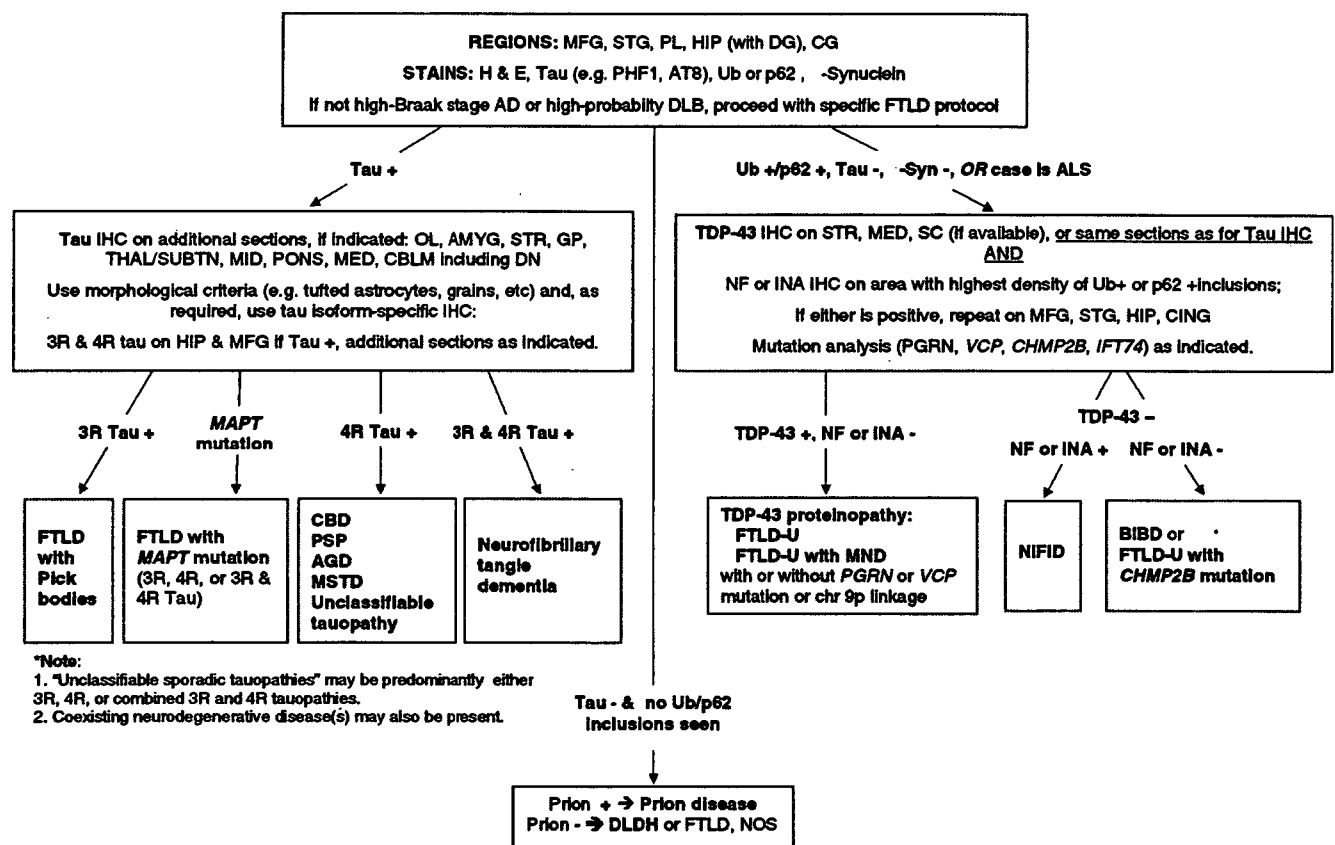 REGIONS: MFG, STG, PL, HIP (with DG), CG
STAINS: H & E, Tau (e.g. PHF1, AT8), Ub or p62 , -Synuclein
If not high-Braak stage AD or high-probabilty DLB, proceed with specific FTLD protocol
Tau +
Ub +/p62 +, Tau -, -Syn -, OR case is ALS
Tau IHC on additional sections, if indicated: OL, AMYG, STR, GP,
THAL/SUBTN, MID, PONS, MED, CBLM including DN
Use morphological criteria (e.g. tufted astrocytes, grains, etc) and, as
required, use tau isoform-specific IHC:
3R & 4R tau on HIP & MFG if Tau +, additional sections as indicated.
TDP-43 IHC on STR, MED, SC (if available), or same sections as for Tau IHC
AND
NF or INA IHC on area with highest density of Ub+ or p62 +inclusions;
If either is positive, repeat on MFG, STG, HIP, CING
Mutation analysis (PGRN, VCP, CHMP2B, IFT74) as indicated.
3R Tau +
MAPT
mutation
4R Tau +
3R & 4R Tau +
TDP-43 +, NF or INA -
TDP-43 –
NF or INA +
NF or INA -
FTLD
with
Pick
bodies
FTLD with
MAPT mutation
(3R, 4R, or 3R &
4R Tau)
CBD
PSP
AGD
MSTD
Unclassifiable
tauopathy
Neurofibrillary
tangle
dementia
TDP-43 proteinopathy:
FTLD-U
FTLD-U with MND
with or without PGRN or VCP
mutation or chr 9p linkage
NIFID
BIBD or
FTLD-U with
CHMP2B mutation
*Note:
1. "Unclassifiable sporadic tauopathies" may be predominantly either
3R, 4R, or combined 3R and 4R tauopathies.
2. Coexisting neurodegenerative disease(s) may also be present.
Tau - & no Ub/p62
inclusions seen
Prion + → Prion disease
Prion - → DLDH or FTLD, NOS